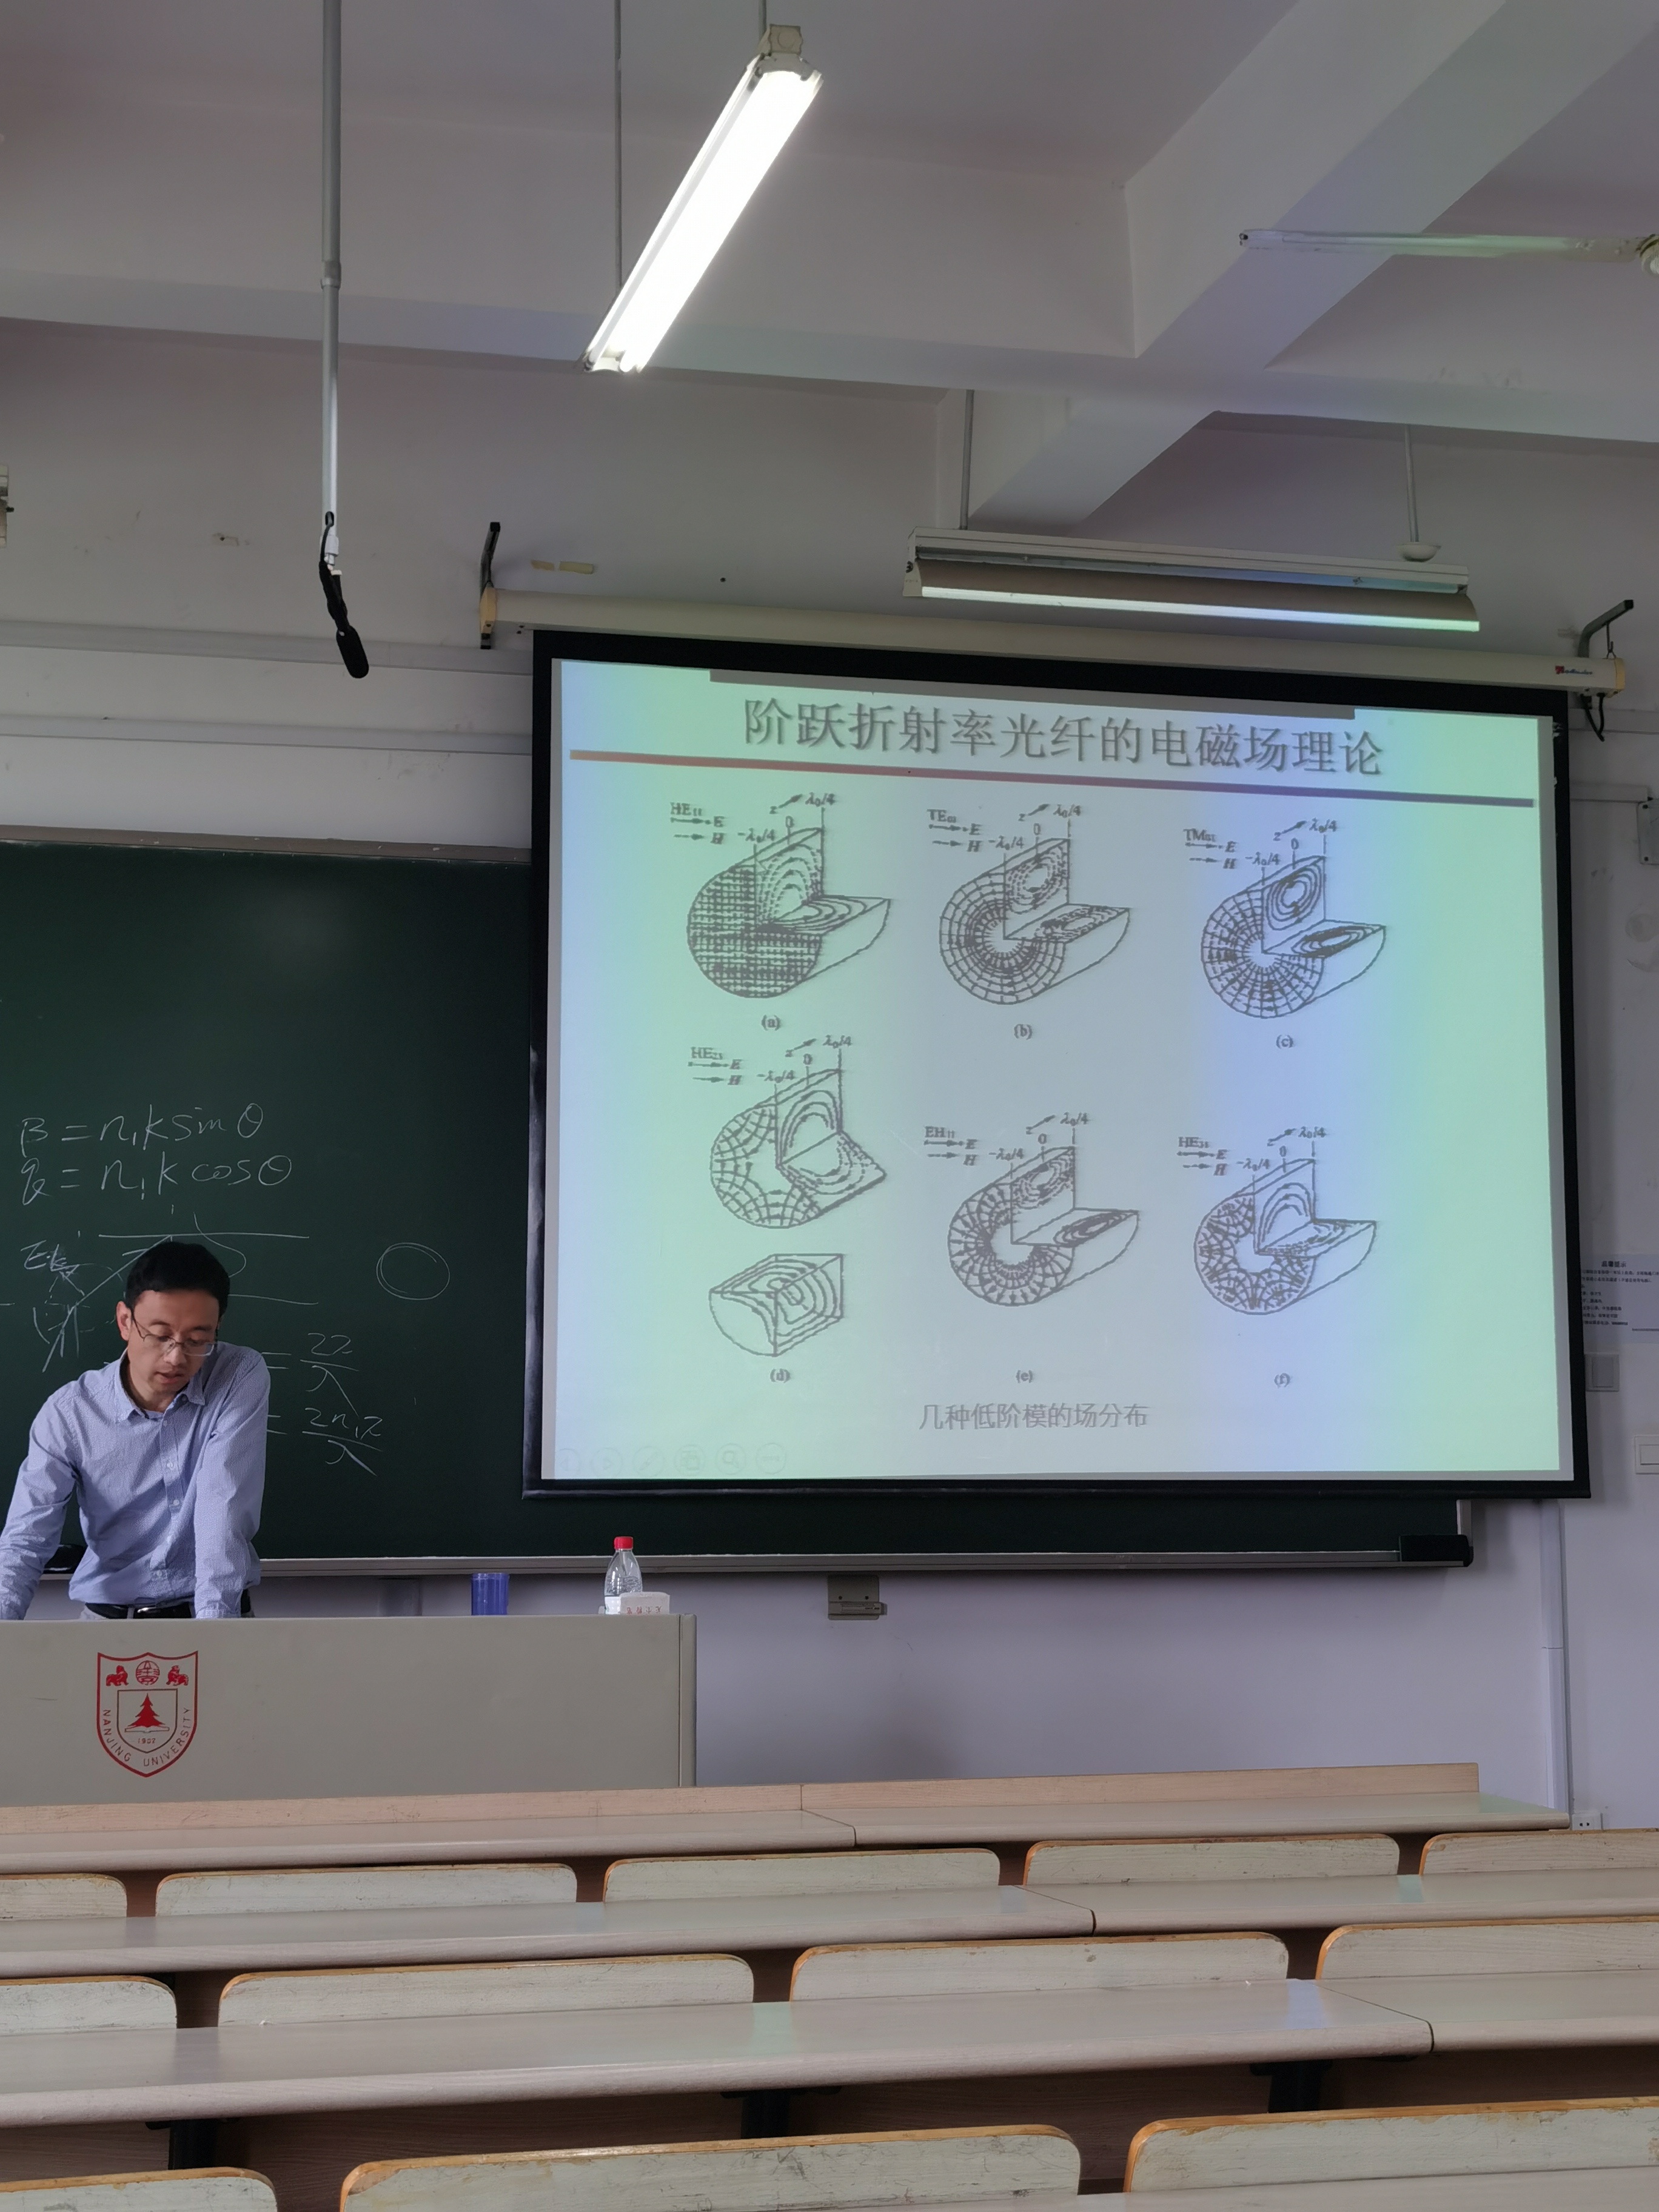 阶跃折射率光纤的电磁场理论
HE₁₁
E
H
z
λ₀/4
0
-λ₀/4
(a)
TE₀₁
E
H
z
λ₀/4
0
-λ₀/4
(b)
TM₀₁
E
H
z
λ₀/4
0
-λ₀/4
(c)
HE₂₁
E
H
z
λ₀/4
0
-λ₀/4
(d)
EH₁₁
E
H
z
λ₀/4
0
-λ₀/4
(e)
HE₃₁
E
H
z
λ₀/4
0
-λ₀/4
(f)
几种低阶模的场分布
β = n₁k sin θ
q = n₁k cos θ
NANJING UNIVERSITY
1902